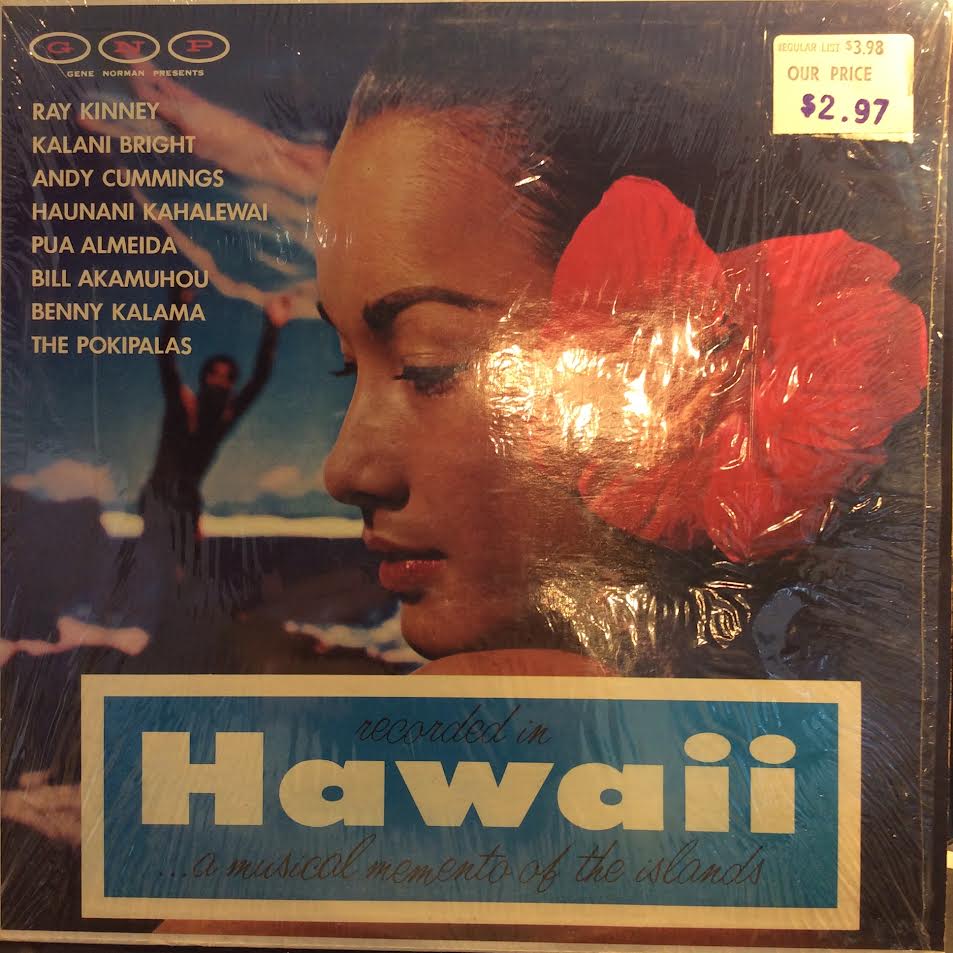 GNP
GENE NORMAN PRESENTS
REGULAR LIST $3.98
OUR PRICE
$2.97
RAY KINNEY
KALANI BRIGHT
ANDY CUMMINGS
HAUNANI KAHALEWAI
PUA ALMEIDA
BILL AKAMUHOU
BENNY KALAMA
THE POKIPALAS
recorded in
Hawaii
...a musical memento of the islands